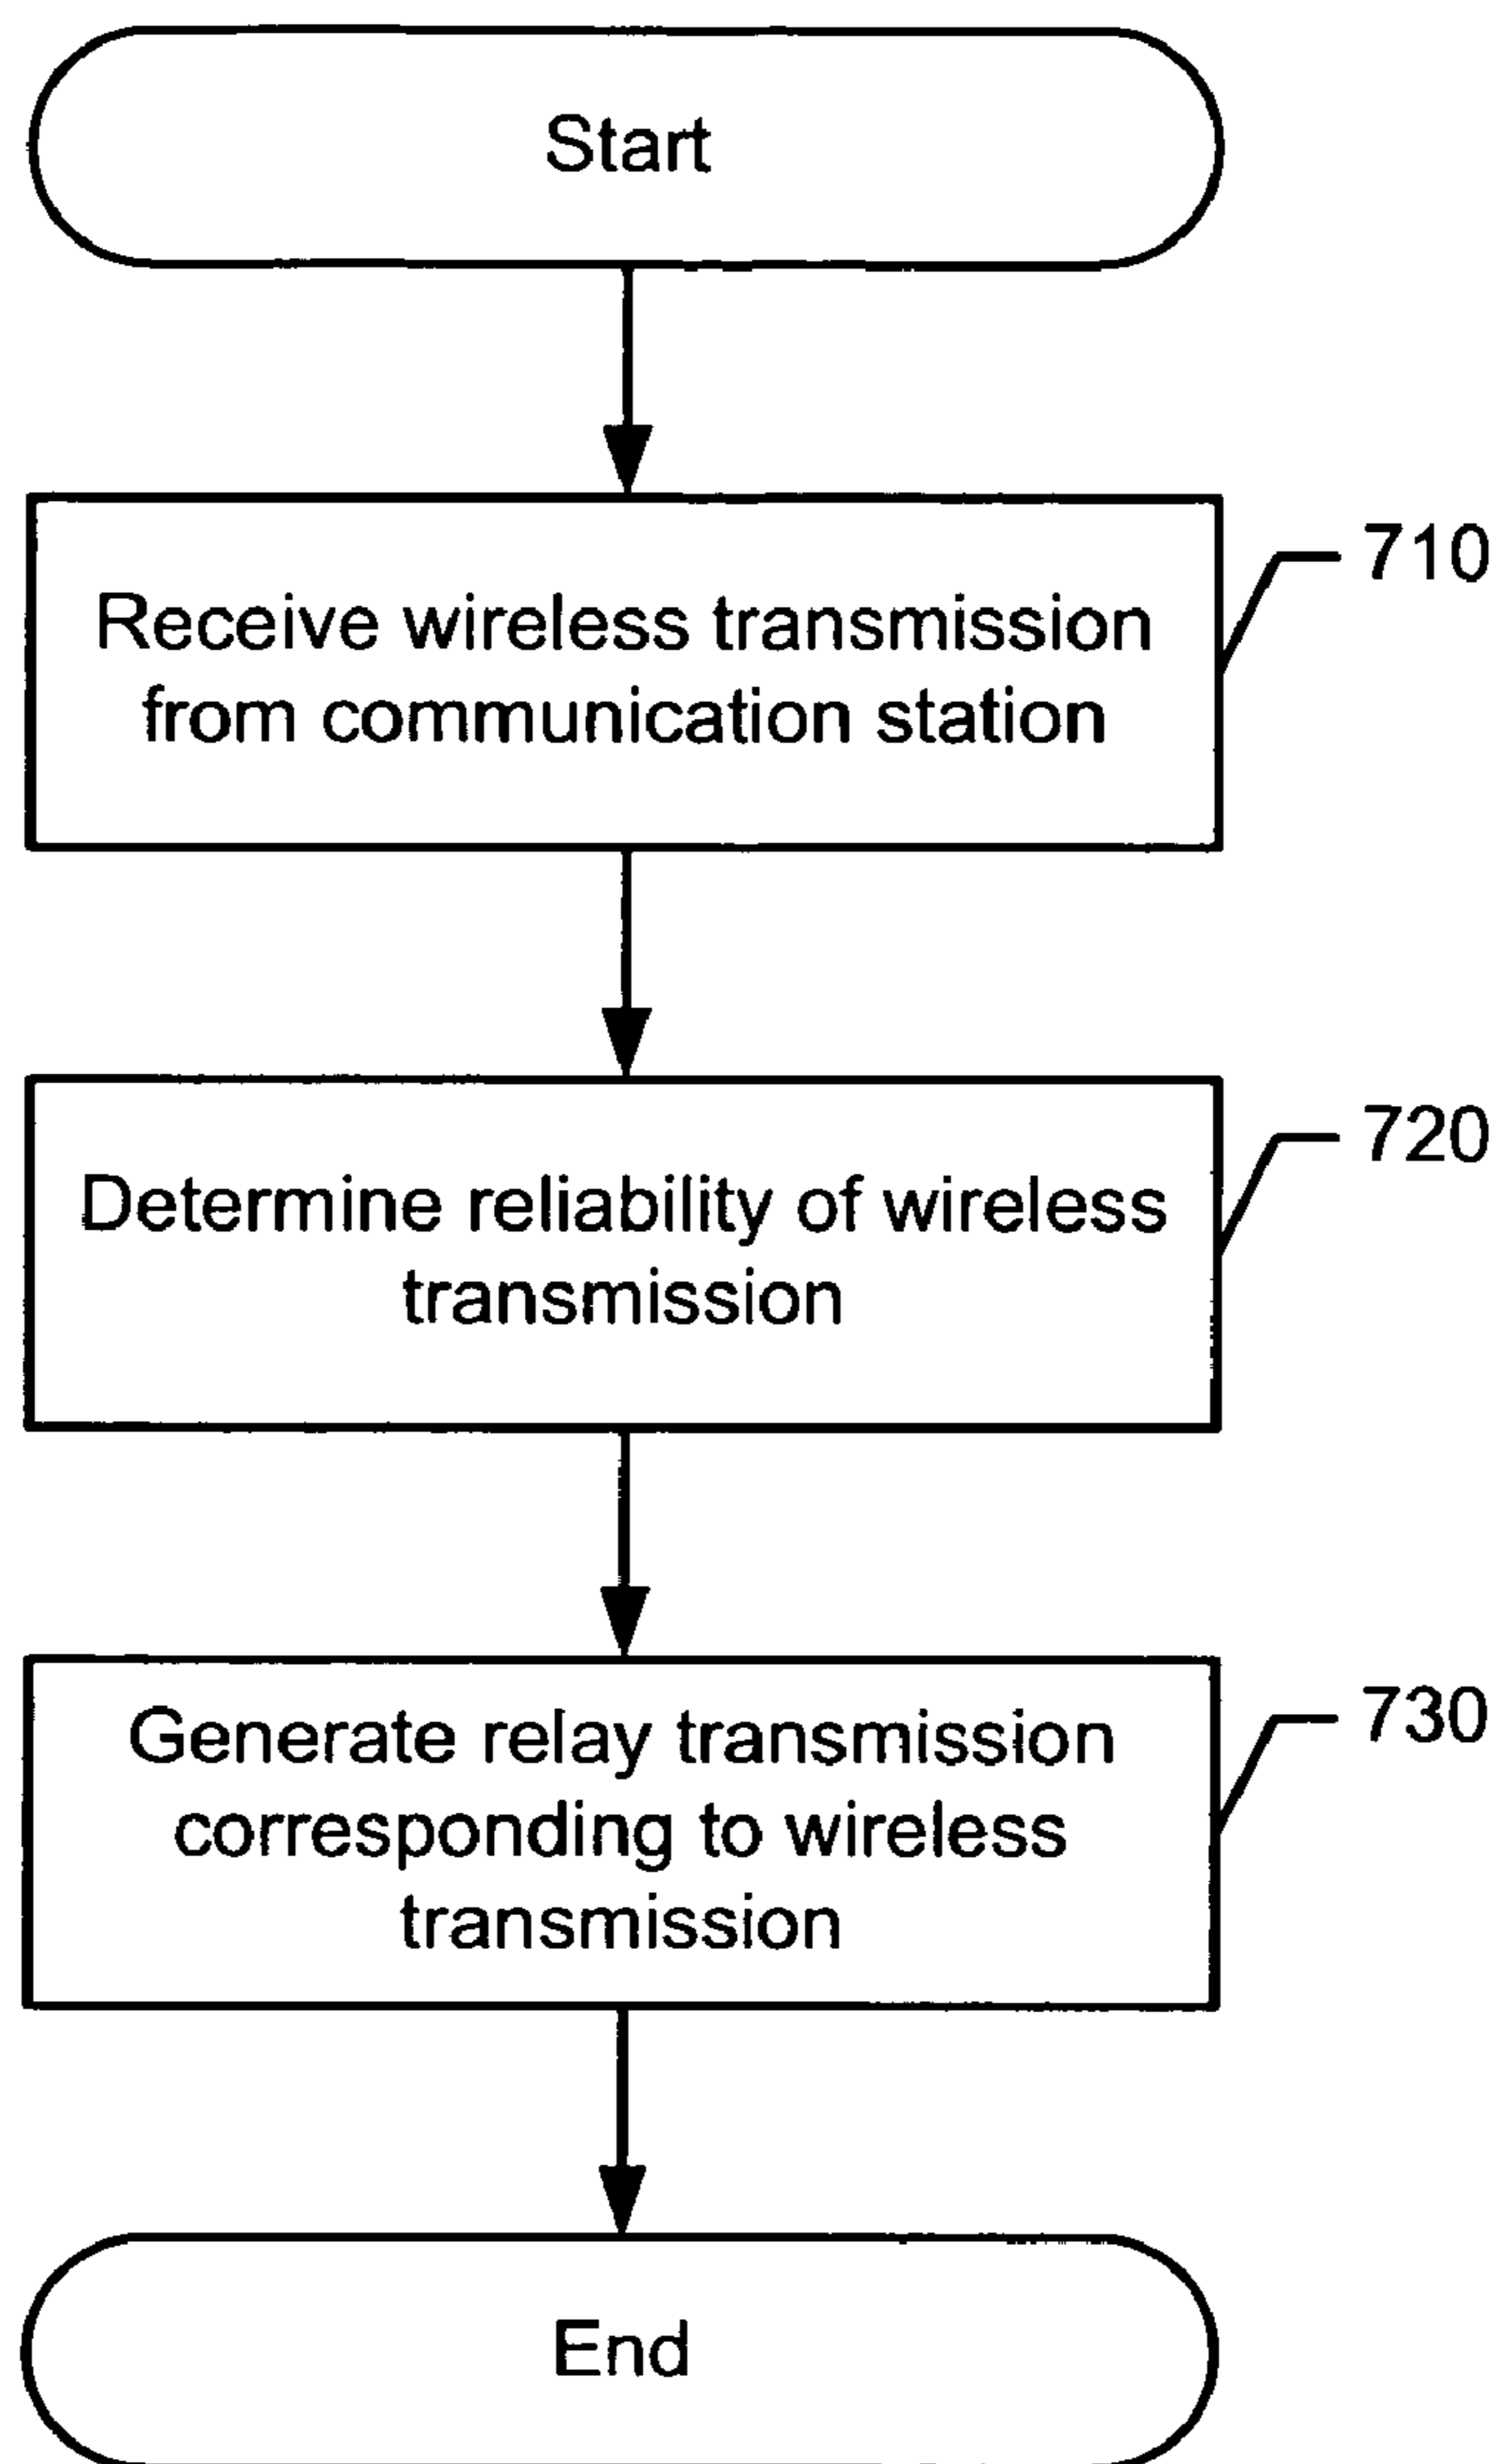 Start
710
Receive wireless transmission
from communication station
720
Determine reliability of wireless
transmission
730
Generate relay transmission
corresponding to wireless
transmission
End